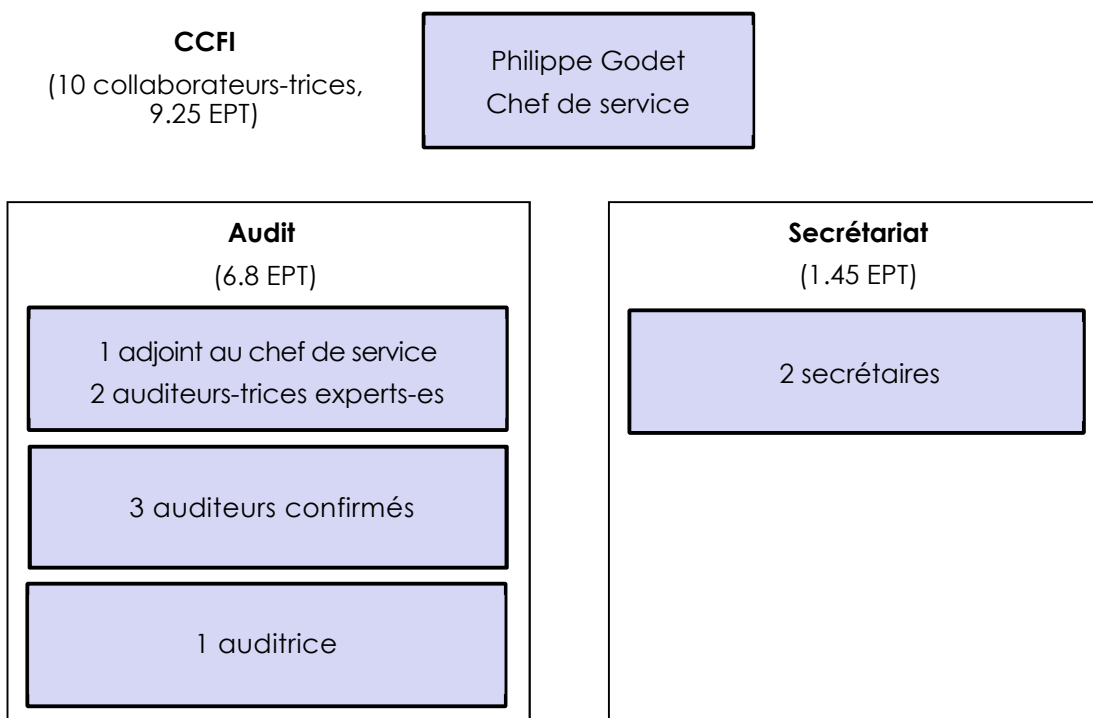 CCFI
(10 collaborateurs-trices,
9.25 EPT)
Philippe Godet
Chef de service
Audit
(6.8 EPT)
1 adjoint au chef de service
2 auditeurs-trices experts-es
3 auditeurs confirmés
1 auditrice
Secrétariat
(1.45 EPT)
2 secrétaires